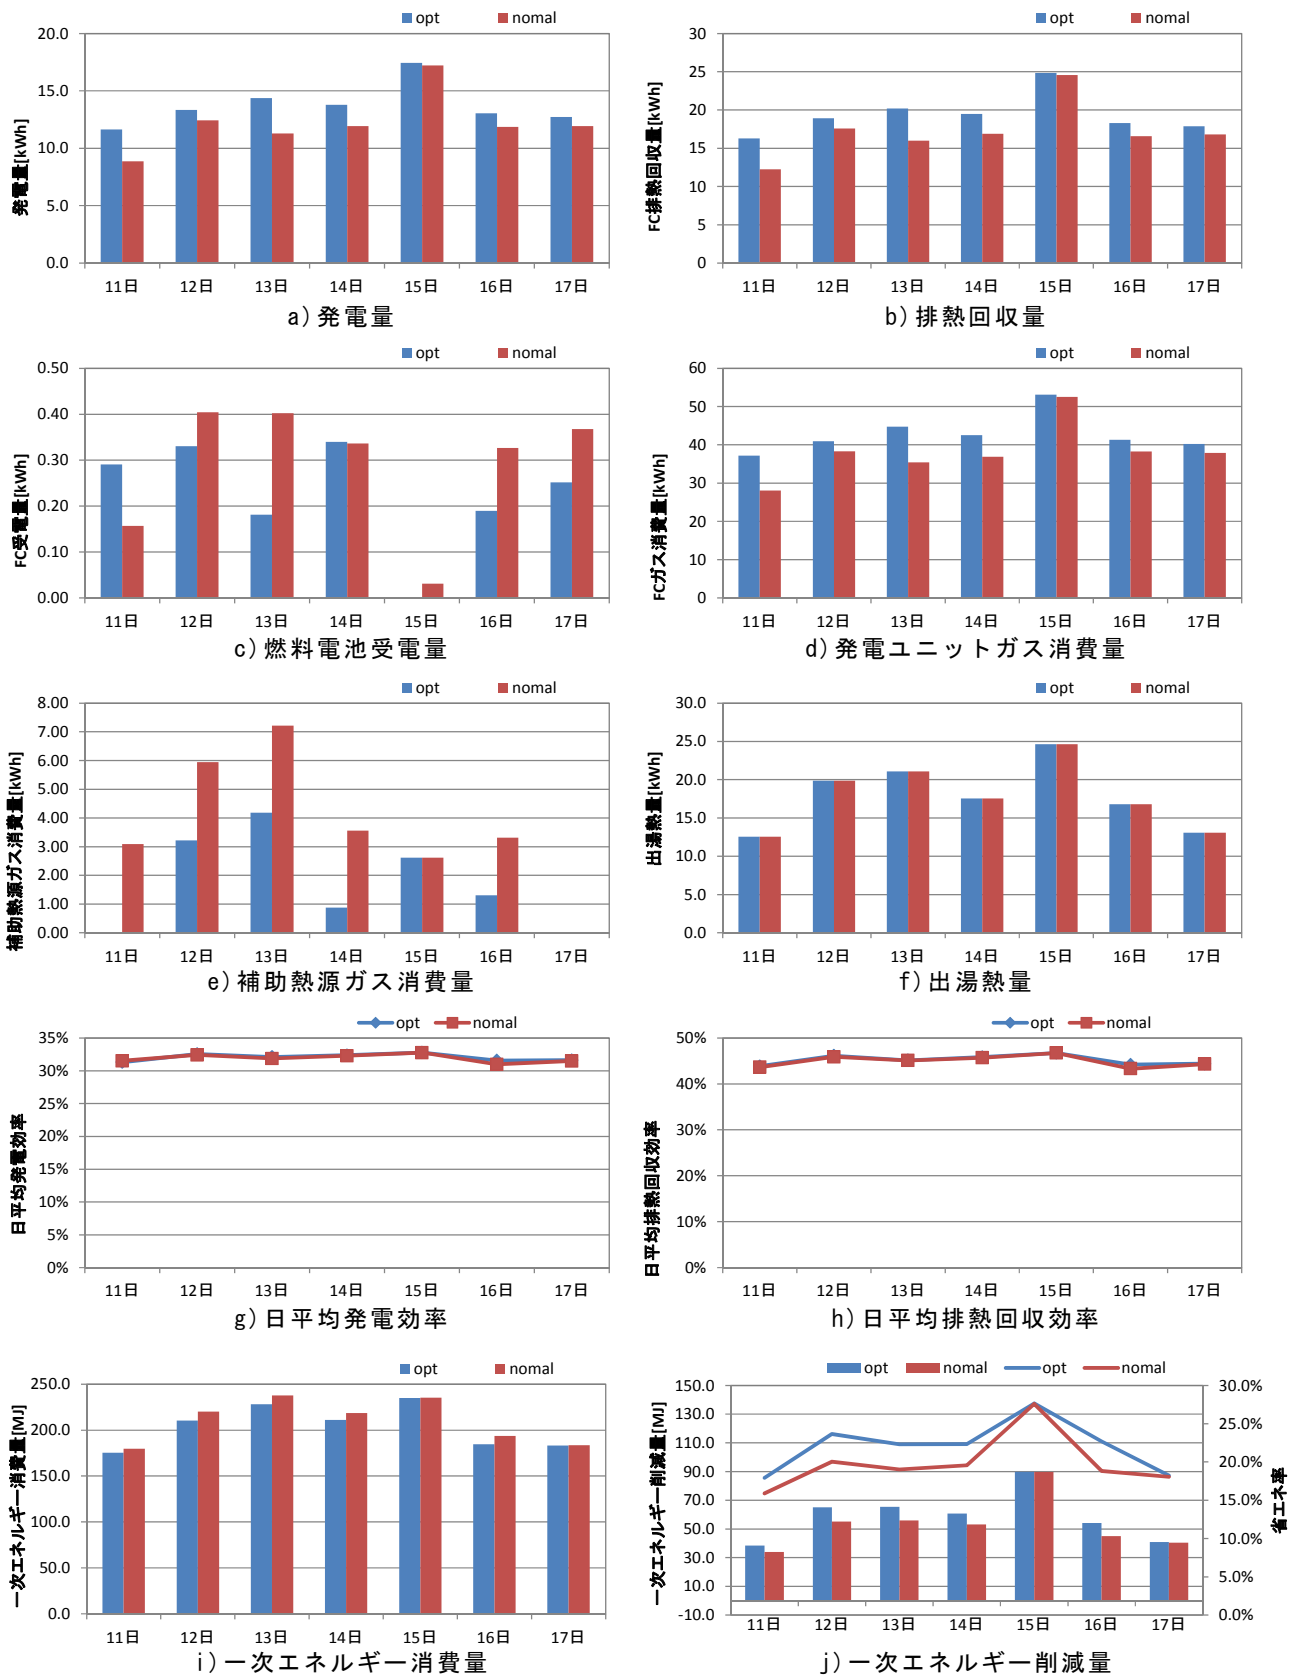 opt nomal
20.0
15.0
10.0
5.0
0.0
発電量[kWh]
11日 12日 13日 14日 15日 16日 17日
a)発電量
opt nomal
30
25
20
15
10
5
0
FC排熱回収量[kWh]
11日 12日 13日 14日 15日 16日 17日
b)排熱回収量
opt nomal
0.50
0.40
0.30
0.20
0.10
0.00
FC受電量[kWh]
11日 12日 13日 14日 15日 16日 17日
c)燃料電池受電量
opt nomal
60
50
40
30
20
10
0
FCガス消費量[kWh]
11日 12日 13日 14日 15日 16日 17日
d)発電ユニットガス消費量
opt nomal
8.00
7.00
6.00
5.00
4.00
3.00
2.00
1.00
0.00
補助熱源ガス消費量[kWh]
11日 12日 13日 14日 15日 16日 17日
e)補助熱源ガス消費量
opt nomal
30.0
25.0
20.0
15.0
10.0
5.0
0.0
出湯熱量[kWh]
11日 12日 13日 14日 15日 16日 17日
f)出湯熱量
opt nomal
35%
30%
25%
20%
15%
10%
5%
0%
日平均発電効率
11日 12日 13日 14日 15日 16日 17日
g)日平均発電効率
opt nomal
50%
40%
30%
20%
10%
0%
日平均排熱回収効率
11日 12日 13日 14日 15日 16日 17日
h)日平均排熱回収効率
opt nomal
250.0
200.0
150.0
100.0
50.0
0.0
一次エネルギー消費量[MJ]
11日 12日 13日 14日 15日 16日 17日
i)一次エネルギー消費量
opt nomal opt nomal
150.0
130.0
110.0
90.0
70.0
50.0
30.0
10.0
-10.0
一次エネルギー削減量[MJ]
30.0%
25.0%
20.0%
15.0%
10.0%
5.0%
0.0%
省エネ率
11日 12日 13日 14日 15日 16日 17日
j)一次エネルギー削減量